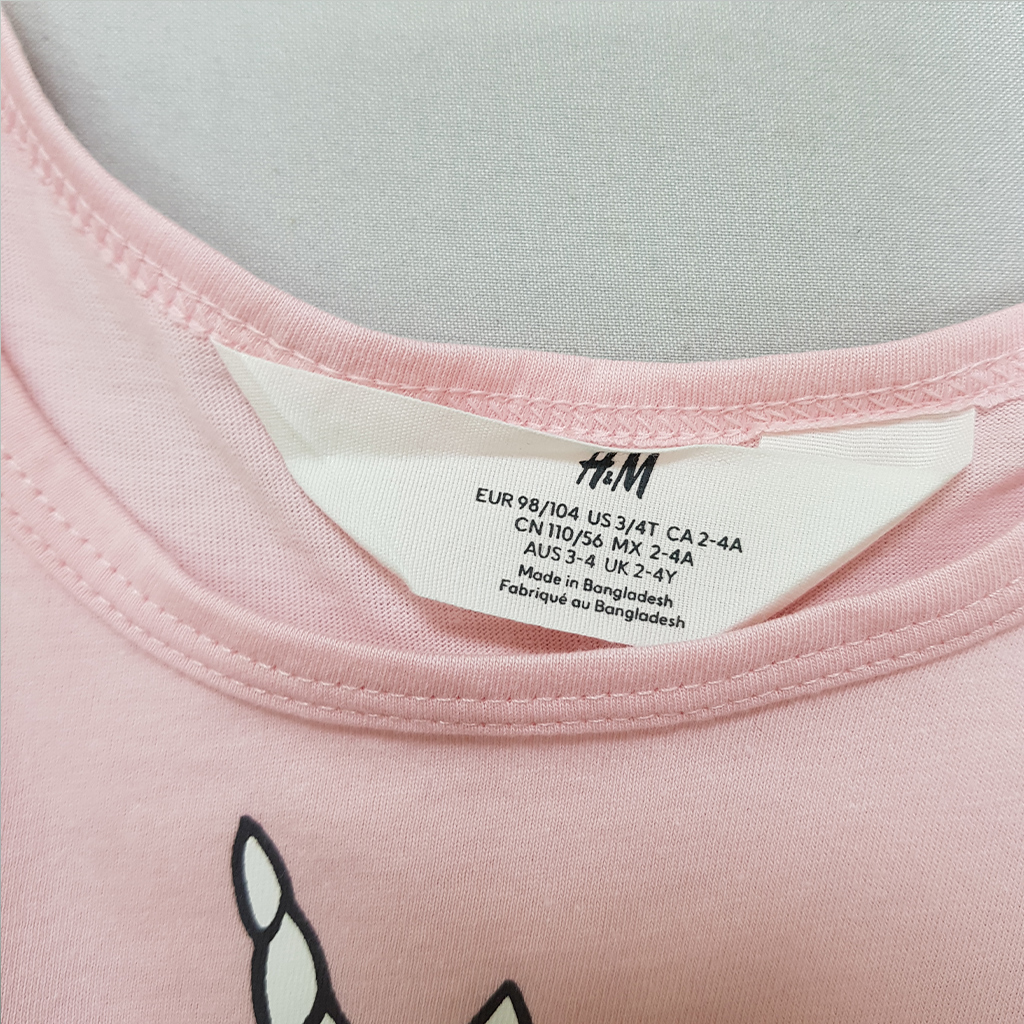 H&M
EUR 98/104 US 3/4T CA 2-4A
CN 110/56 MX 2-4A
AUS 3-4 UK 2-4Y
Made in Bangladesh
Fabriqué au Bangladesh